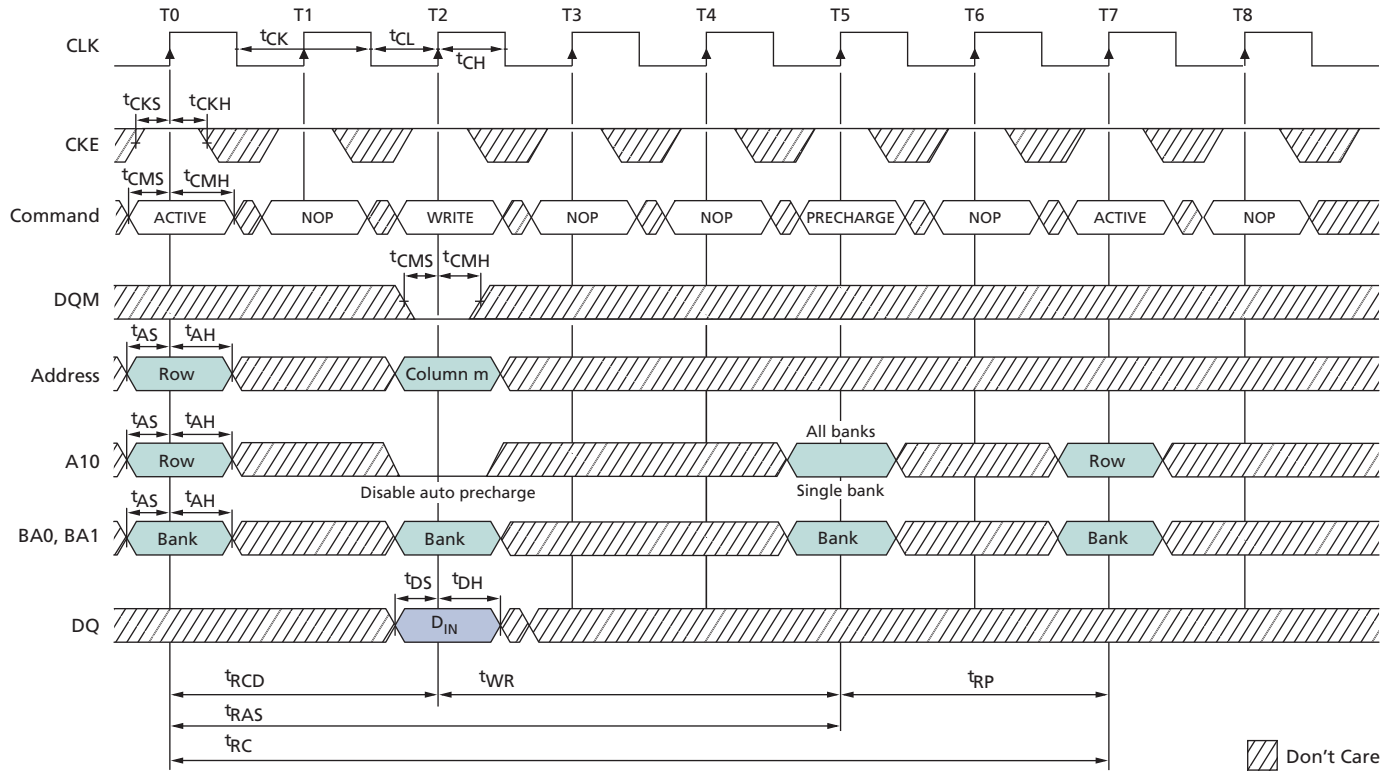 T0 T1 T2 T3 T4 T5 T6 T7 T8
CLK
tCK tCL
tCH
tCKS tCKH
CKE
tCMS tCMH
Command ACTIVE NOP WRITE NOP NOP PRECHARGE NOP ACTIVE NOP
tCMS tCMH
DQM
tAS tAH
Address Row Column m
tAS tAH
All banks
A10 Row Row
Disable auto precharge Single bank
tAS tAH
BA0, BA1 Bank Bank Bank Bank
tDS tDH
DQ DIN
tRCD tWR tRP
tRAS
tRC
Don't Care